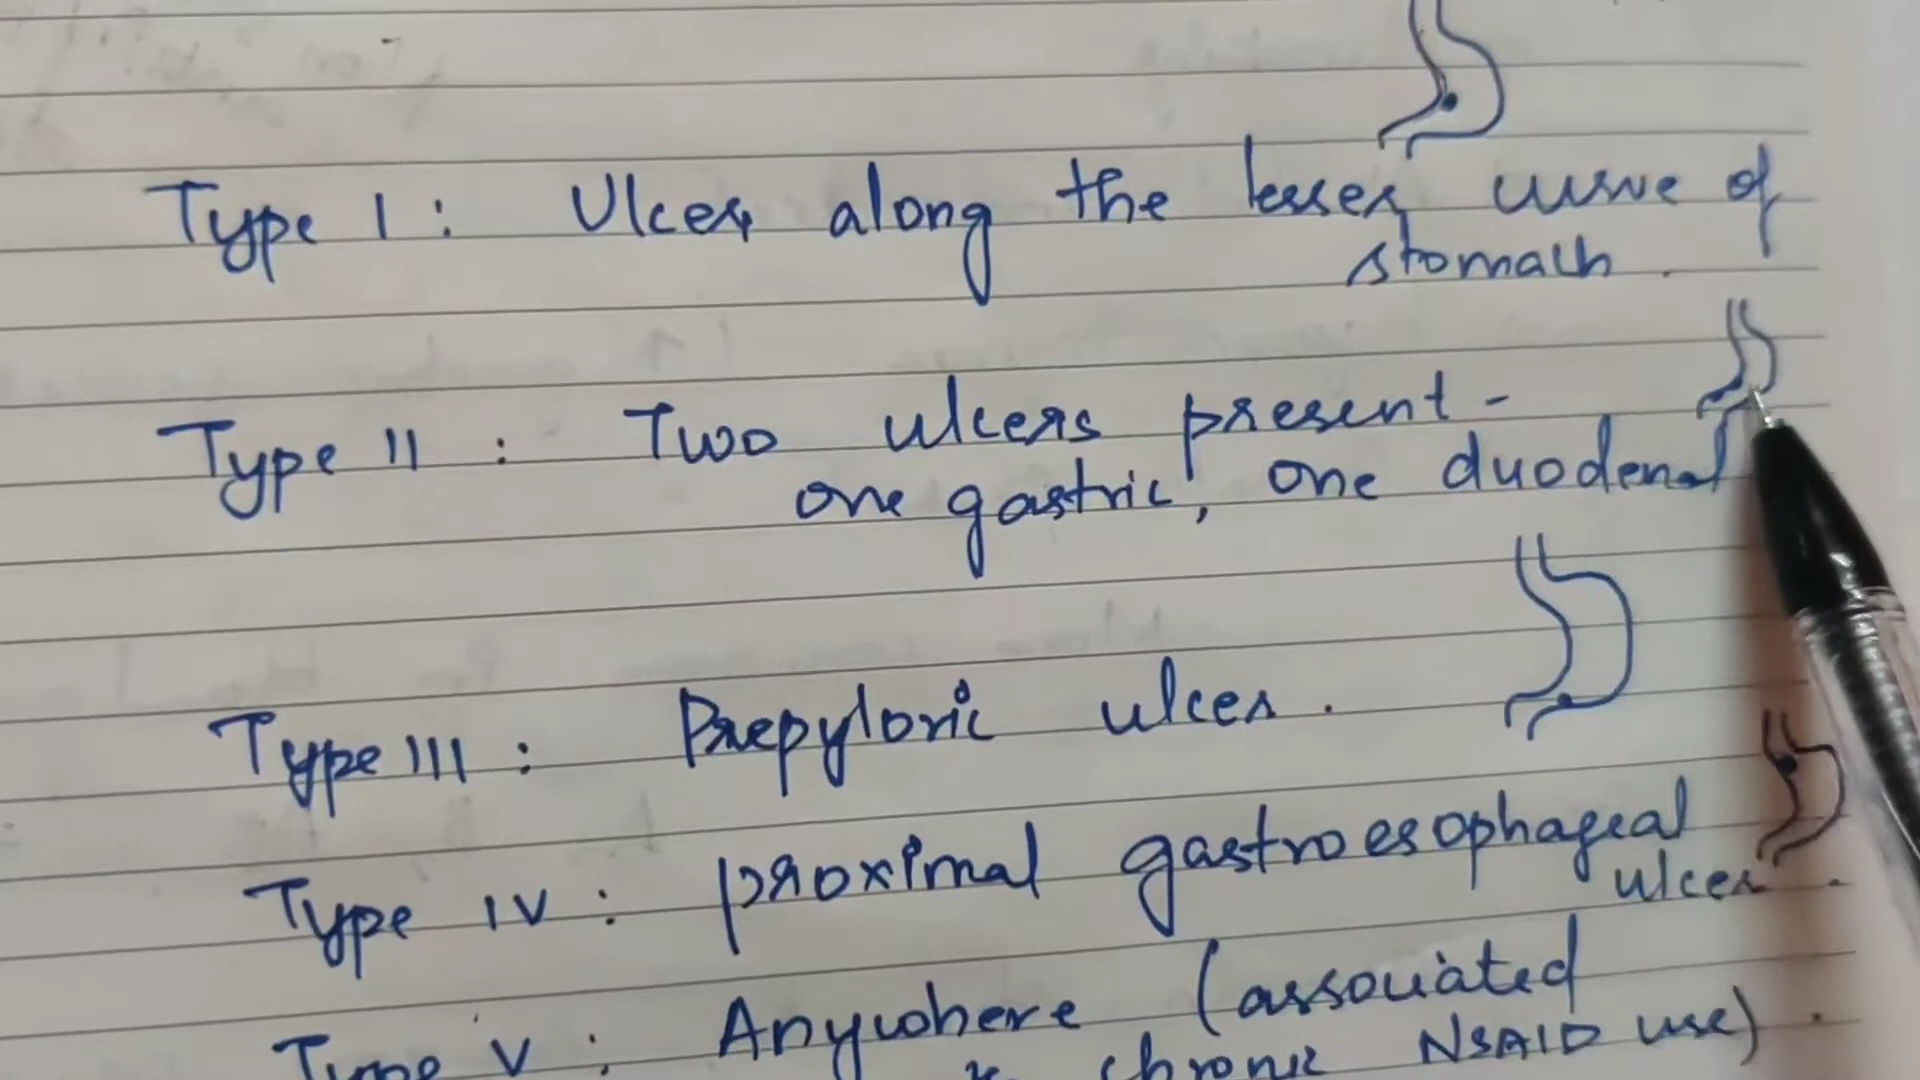 Type I : Ulcer along the lesser curve of
stomach .
Type II : Two ulcers present -
one gastric, one duodenal
Type III : Prepyloric ulcer .
Type IV : proximal gastroesophageal
ulcer .
Type V : Anywhere (associated
chronic NSAID use) .